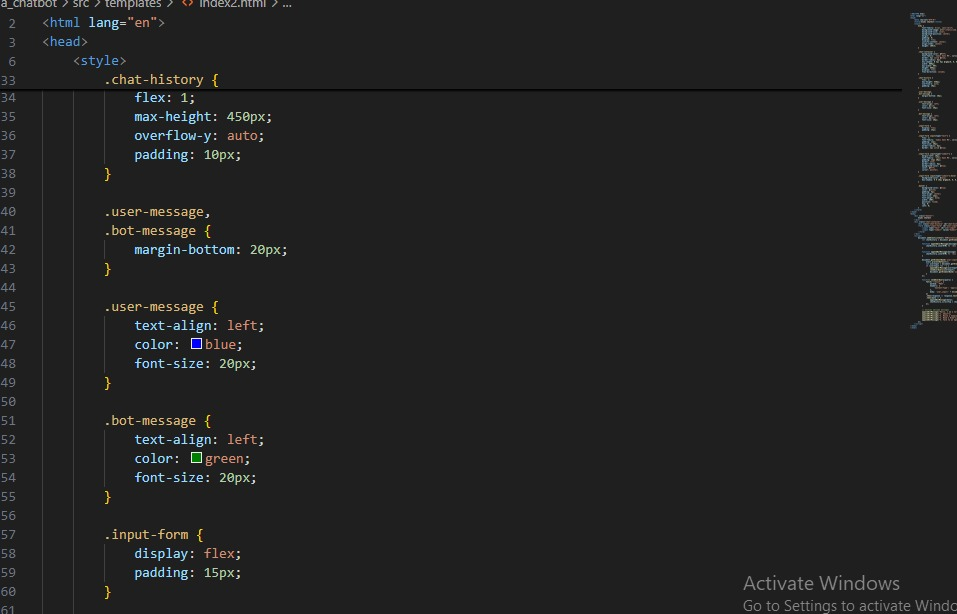 a_chatbot > src > templates > <> index2.html > ...
2 <html lang="en">
3 <head>
6 <style>
33 .chat-history {
34 flex: 1;
35 max-height: 450px;
36 overflow-y: auto;
37 padding: 10px;
38 }
39
40 .user-message,
41 .bot-message {
42 margin-bottom: 20px;
43 }
44
45 .user-message {
46 text-align: left;
47 color: blue;
48 font-size: 20px;
49 }
50
51 .bot-message {
52 text-align: left;
53 color: green;
54 font-size: 20px;
55 }
56
57 .input-form {
58 display: flex;
59 padding: 15px;
60 }
61
Activate Windows
Go to Settings to activate Windo